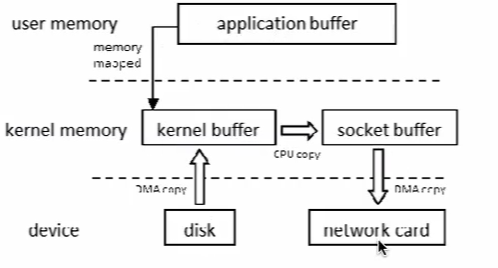 user memory
application buffer
memory
mapped
kernel memory
kernel buffer
socket buffer
CPU copy
DMA copy
DMA copy
device
disk
network card